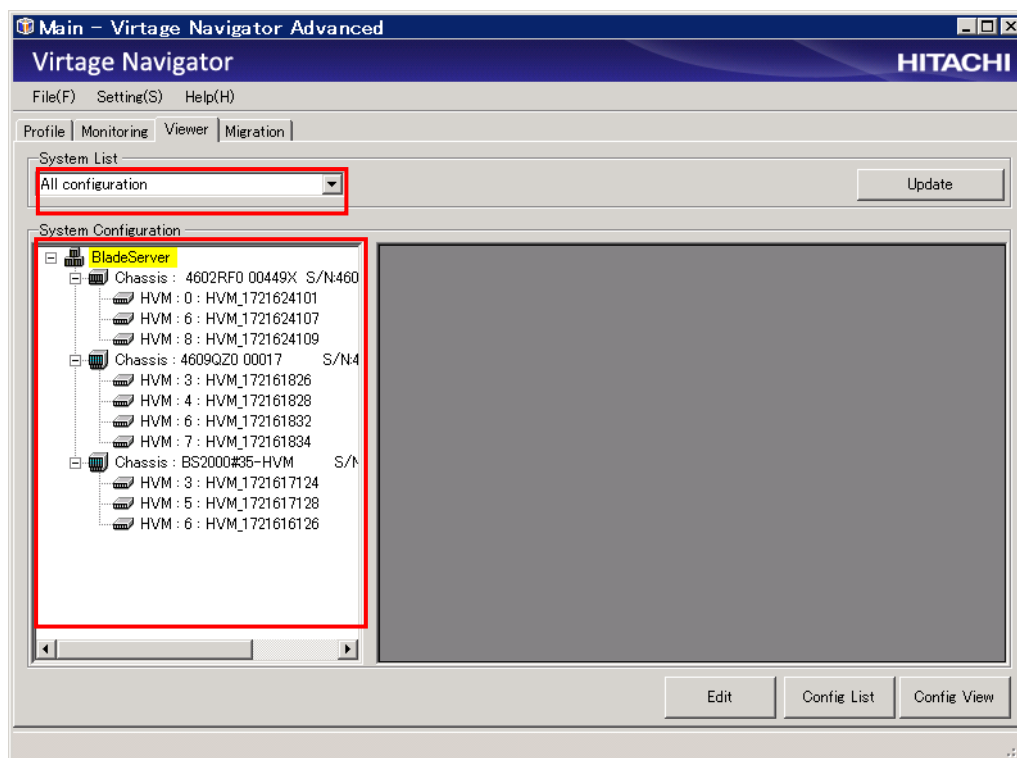 Main - Virtage Navigator Advanced
Virtage Navigator
HITACHI
File(F) Setting(S) Help(H)
Profile Monitoring Viewer Migration
System List
All configuration
Update
System Configuration
BladeServer
Chassis : 4602RF0 00449X S/N:460
HVM : 0 : HVM_1721624101
HVM : 6 : HVM_1721624107
HVM : 8 : HVM_1721624109
Chassis : 4609QZ0 00017 S/N:4
HVM : 3 : HVM_172161826
HVM : 4 : HVM_172161828
HVM : 6 : HVM_172161832
HVM : 7 : HVM_172161834
Chassis : BS2000#35-HVM S/N
HVM : 3 : HVM_1721617124
HVM : 5 : HVM_1721617128
HVM : 6 : HVM_1721616126
Edit Config List Config View